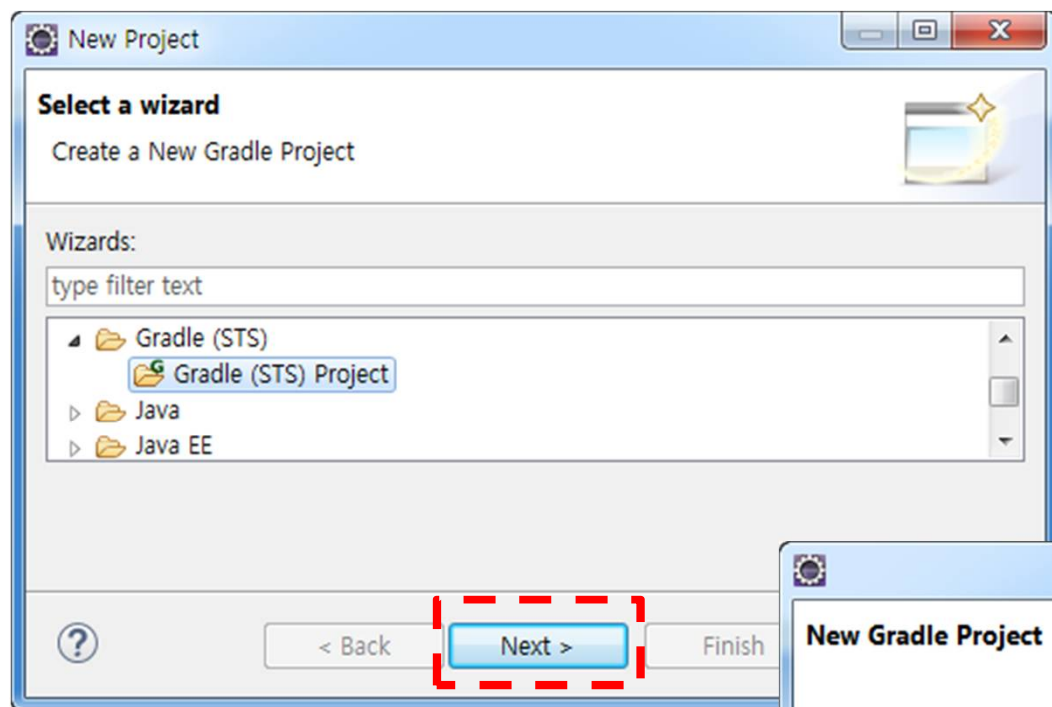 New Project
Select a wizard
Create a New Gradle Project
Wizards:
type filter text
Gradle (STS)
Gradle (STS) Project
Java
Java EE
< Back
Next >
Finish
New Gradle Project